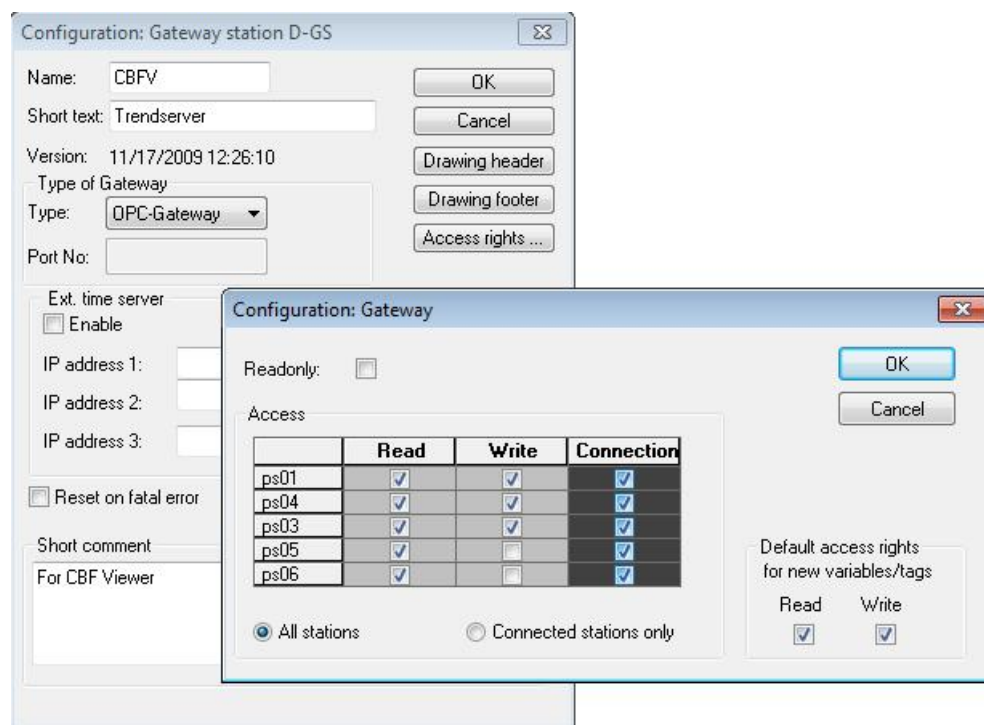 Configuration: Gateway station D-GS
Name: CBFV
OK
Short text: Trendserver
Cancel
Version: 11/17/2009 12:26:10
Drawing header
Type of Gateway
Drawing footer
Type: OPC-Gateway
Access rights ...
Port No:
Ext. time server
Enable
IP address 1:
IP address 2:
IP address 3:
Reset on fatal error
Short comment
For CBF Viewer
Configuration: Gateway
Readonly:
OK
Cancel
Access
Read Write Connection
ps01
ps04
ps03
ps05
ps06
All stations Connected stations only
Default access rights
for new variables/tags
Read Write